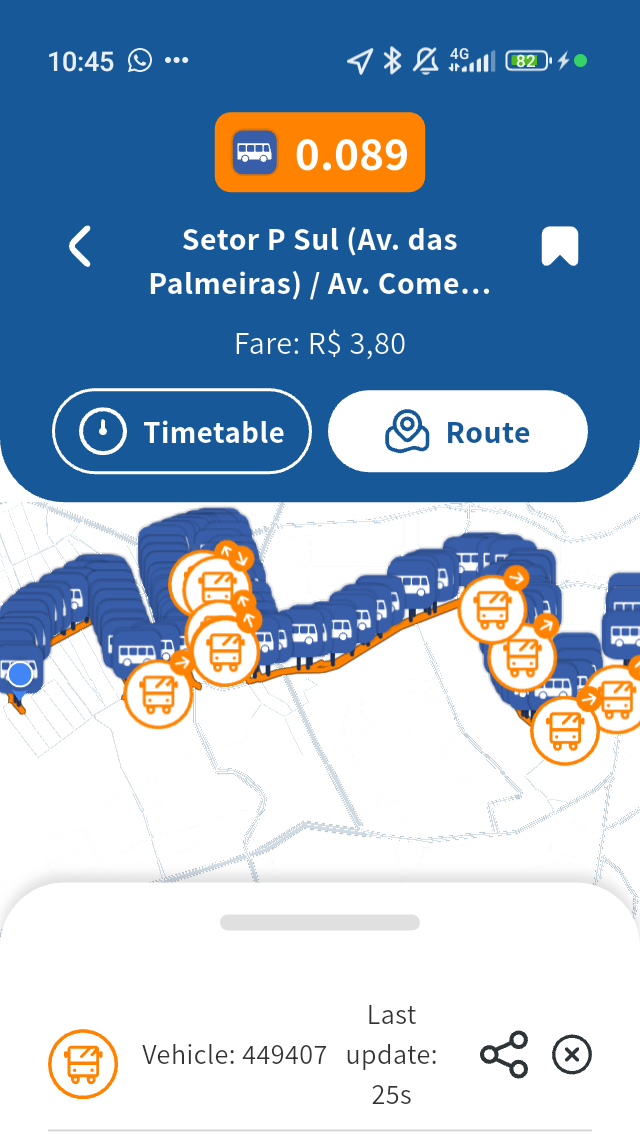 10:45
4G
82
0.089
Setor P Sul (Av. das
Palmeiras) / Av. Come...
Fare: R$ 3,80
Timetable
Route
Vehicle: 449407
Last
update:
25s